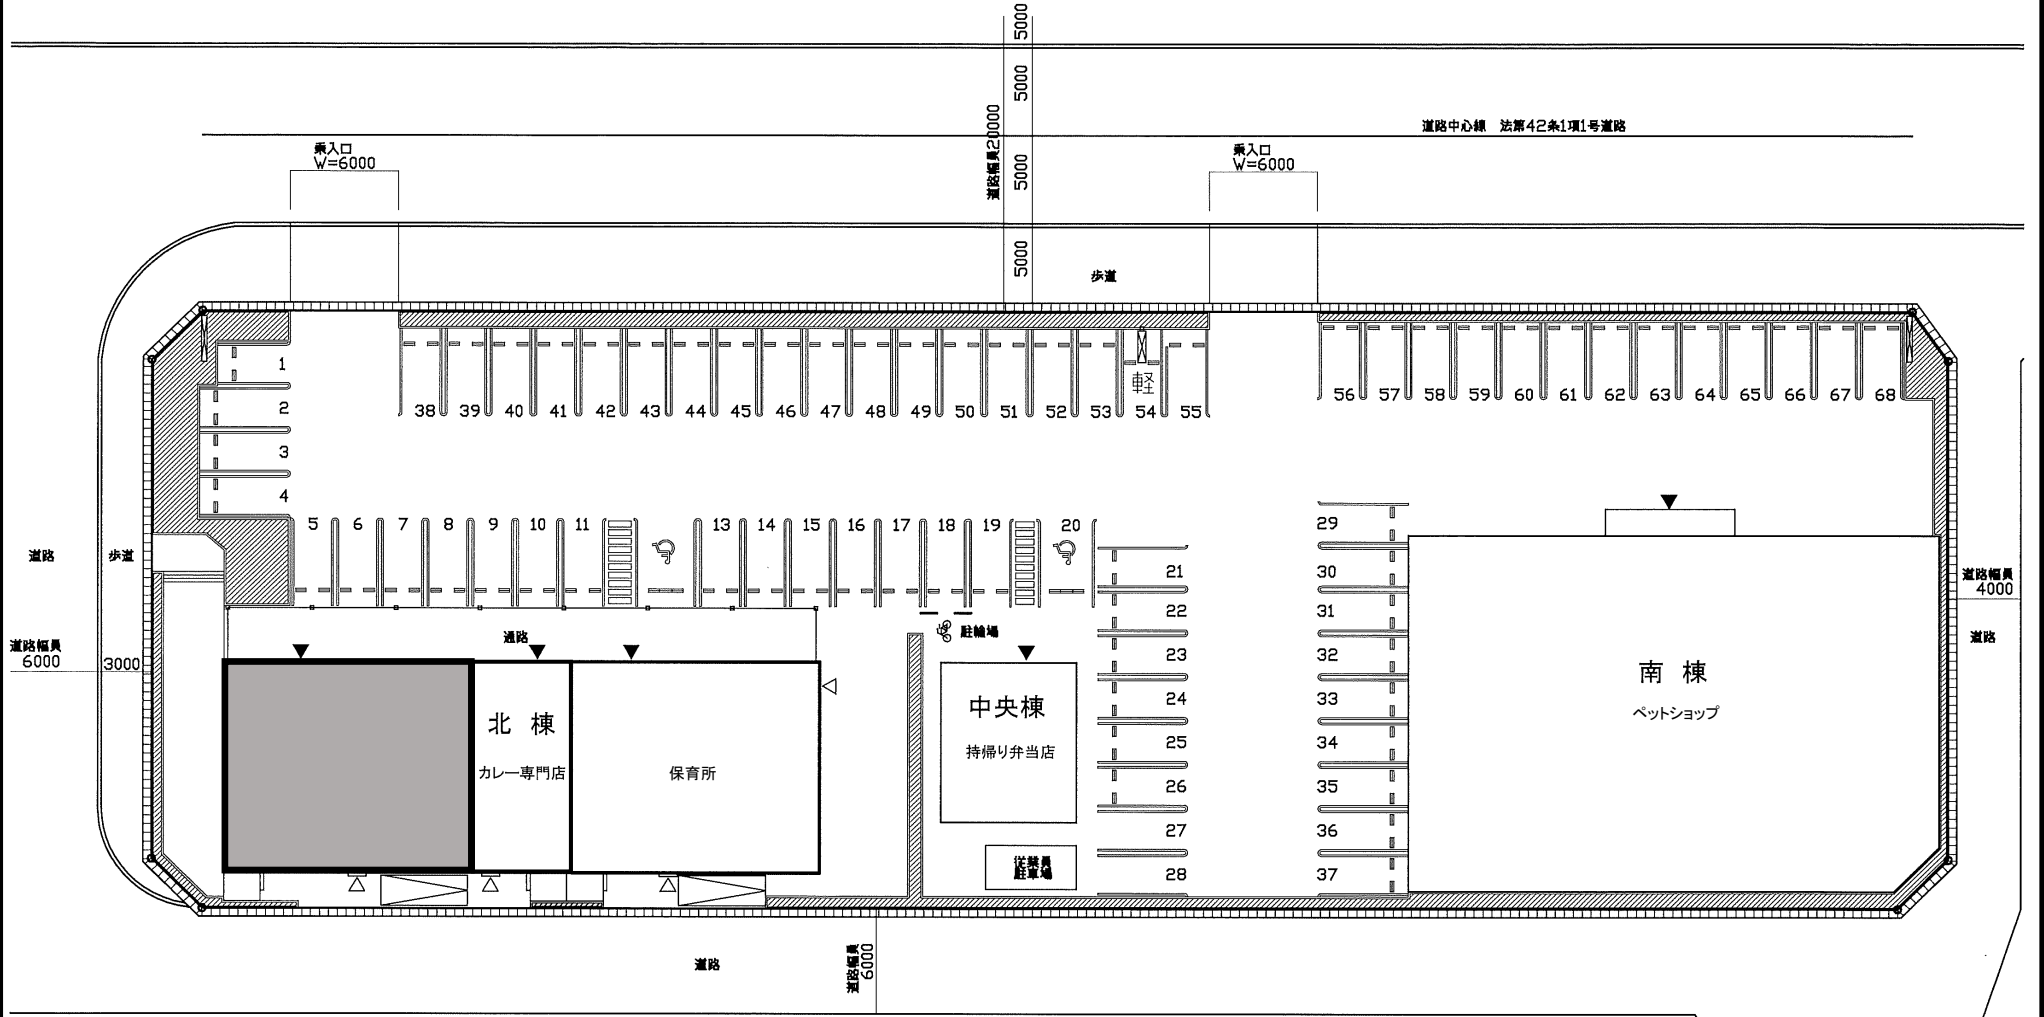 5000
5000
道路幅員20000
5000
5000
道路中心線 法第42条1項1号道路
乗入口
W=6000
乗入口
W=6000
歩道
1
2
3
4
38 39 40 41 42 43 44 45 46 47 48 49 50 51 52 53 54 55
軽
56 57 58 59 60 61 62 63 64 65 66 67 68
5 6 7 8 9 10 11 13 14 15 16 17 18 19 20
21
22
23
24
25
26
27
28
29
30
31
32
33
34
35
36
37
道路
歩道
道路幅員
6000
3000
通路
駐輪場
北棟
カレー専門店
保育所
中央棟
持帰り弁当店
従業員
駐車場
南棟
ペットショップ
道路幅員
4000
道路
道路
道路幅員
6000